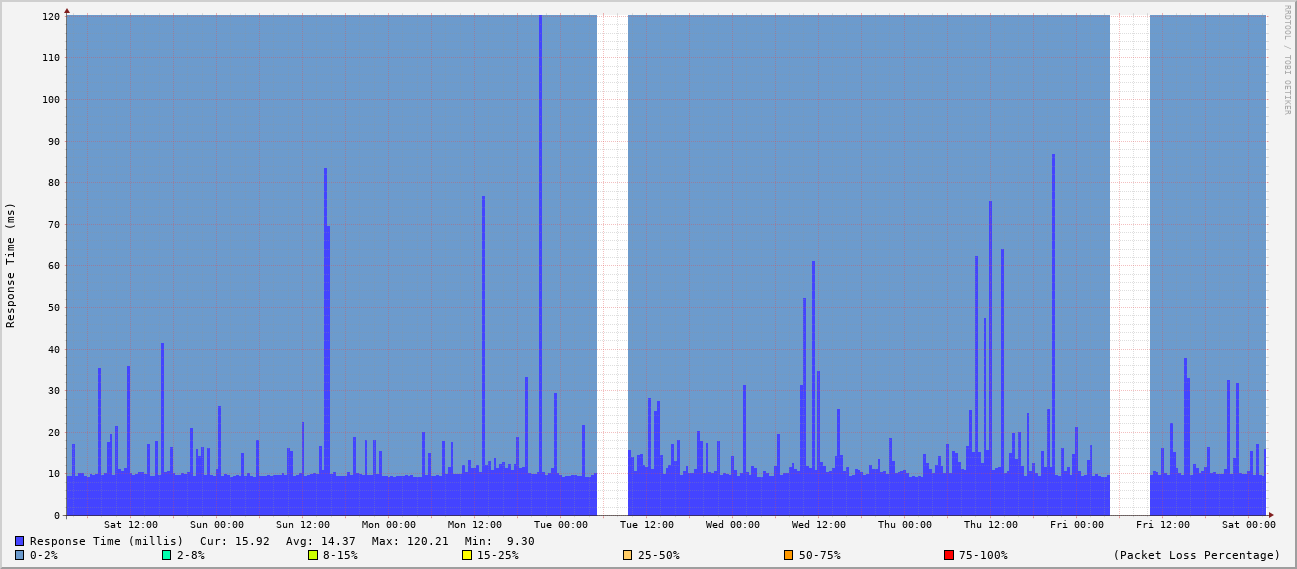 RRDTOOL / TOBI OETIKER
Response Time (ms)
120
110
100
90
80
70
60
50
40
30
20
10
0
Sat 12:00 Sun 00:00 Sun 12:00 Mon 00:00 Mon 12:00 Tue 00:00 Tue 12:00 Wed 00:00 Wed 12:00 Thu 00:00 Thu 12:00 Fri 00:00 Fri 12:00 Sat 00:00
Response Time (millis) Cur: 15.92 Avg: 14.37 Max: 120.21 Min: 9.30
0-2% 2-8% 8-15% 15-25% 25-50% 50-75% 75-100% (Packet Loss Percentage)